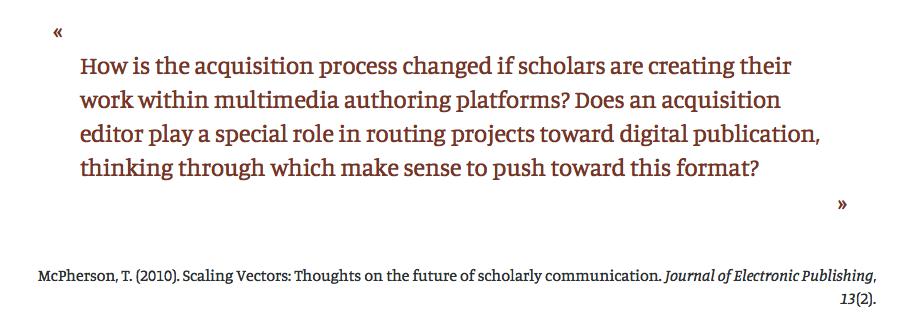 «
How is the acquisition process changed if scholars are creating their
work within multimedia authoring platforms? Does an acquisition
editor play a special role in routing projects toward digital publication,
thinking through which make sense to push toward this format?
»
McPherson, T. (2010). Scaling Vectors: Thoughts on the future of scholarly communication. Journal of Electronic Publishing,
13(2).